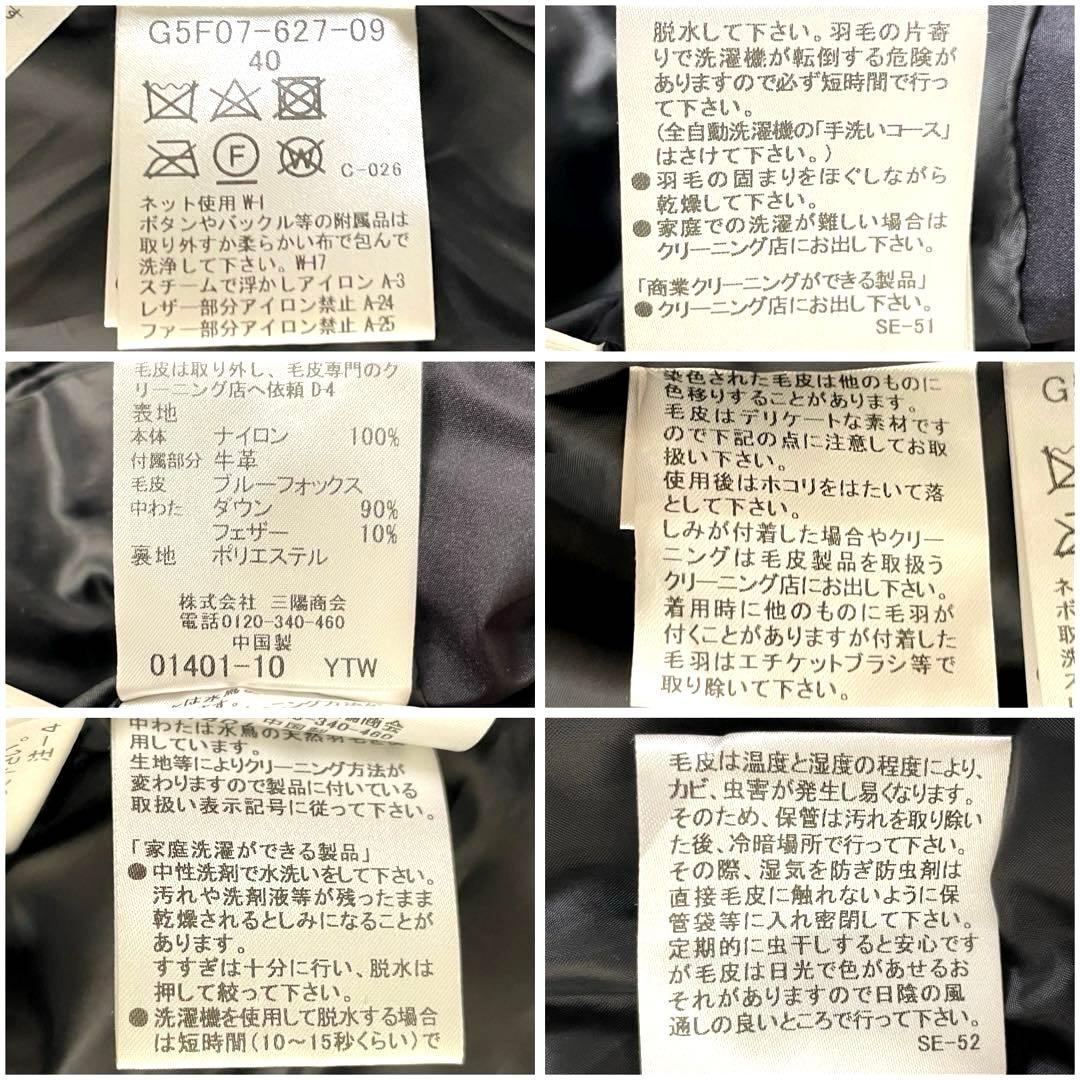 G5F07-627-09
40
F
W
C-026
ネット使用 W-1
ボタンやバックル等の附属品は
取り外すか柔らかい布で包んで
洗浄して下さい。W-17
スチームで浮かしアイロン A-3
レザー部分アイロン禁止 A-24
ファー部分アイロン禁止 A-25
脱水して下さい。羽毛の片寄
りで洗濯機が転倒する危険が
ありますので必ず短時間で行っ
て下さい。
(全自動洗濯機の「手洗いコース」
はさけて下さい。)
●羽毛の固まりをほぐしながら
乾燥して下さい。
●家庭での洗濯が難しい場合は
クリーニング店にお出し下さい。
「商業クリーニングができる製品」
●クリーニング店にお出し下さい。
SE-51
毛皮は取り外し、毛皮専門のク
リーニング店へ依頼 D-4
表地
本体 ナイロン 100%
付属部分 牛革
毛皮 ブルーフォックス
中わた ダウン 90%
フェザー 10%
裏地 ポリエステル
株式会社 三陽商会
電話0120-340-460
中国製
01401-10 YTW
染色された毛皮は他のものに
色移りすることがあります。
毛皮はデリケートな素材です
ので下記の点に注意してお取
扱い下さい。
使用後はホコリをはたいて落
として下さい。
しみが付着した場合やクリー
ニングは毛皮製品を取扱う
クリーニング店にお出し下さい。
着用時に他のものに毛羽が
付くことがありますが付着した
毛羽はエチケットブラシ等で
取り除いて下さい。
G5
中わたは水鳥の天然羽毛を使
用しています。
生地等によりクリーニング方法が
変わりますので製品に付いている
取扱い表示記号に従って下さい。
「家庭洗濯ができる製品」
●中性洗剤で水洗いをして下さい。
汚れや洗剤液等が残ったまま
乾燥されるとしみになることが
あります。
すすぎは十分に行い、脱水は
押して絞って下さい。
●洗濯機を使用して脱水する場合
は短時間(10～15秒くらい)で
毛皮は温度と湿度の程度により、
カビ、虫害が発生し易くなります。
そのため、保管は汚れを取り除い
た後、冷暗場所で行って下さい。
その際、湿気を防ぎ防虫剤は
直接毛皮に触れないように保
管袋等に入れ密閉して下さい。
定期的に虫干しすると安心です
が毛皮は日光で色があせるお
それがありますので日陰の風
通しの良いところで行って下さい。
SE-52